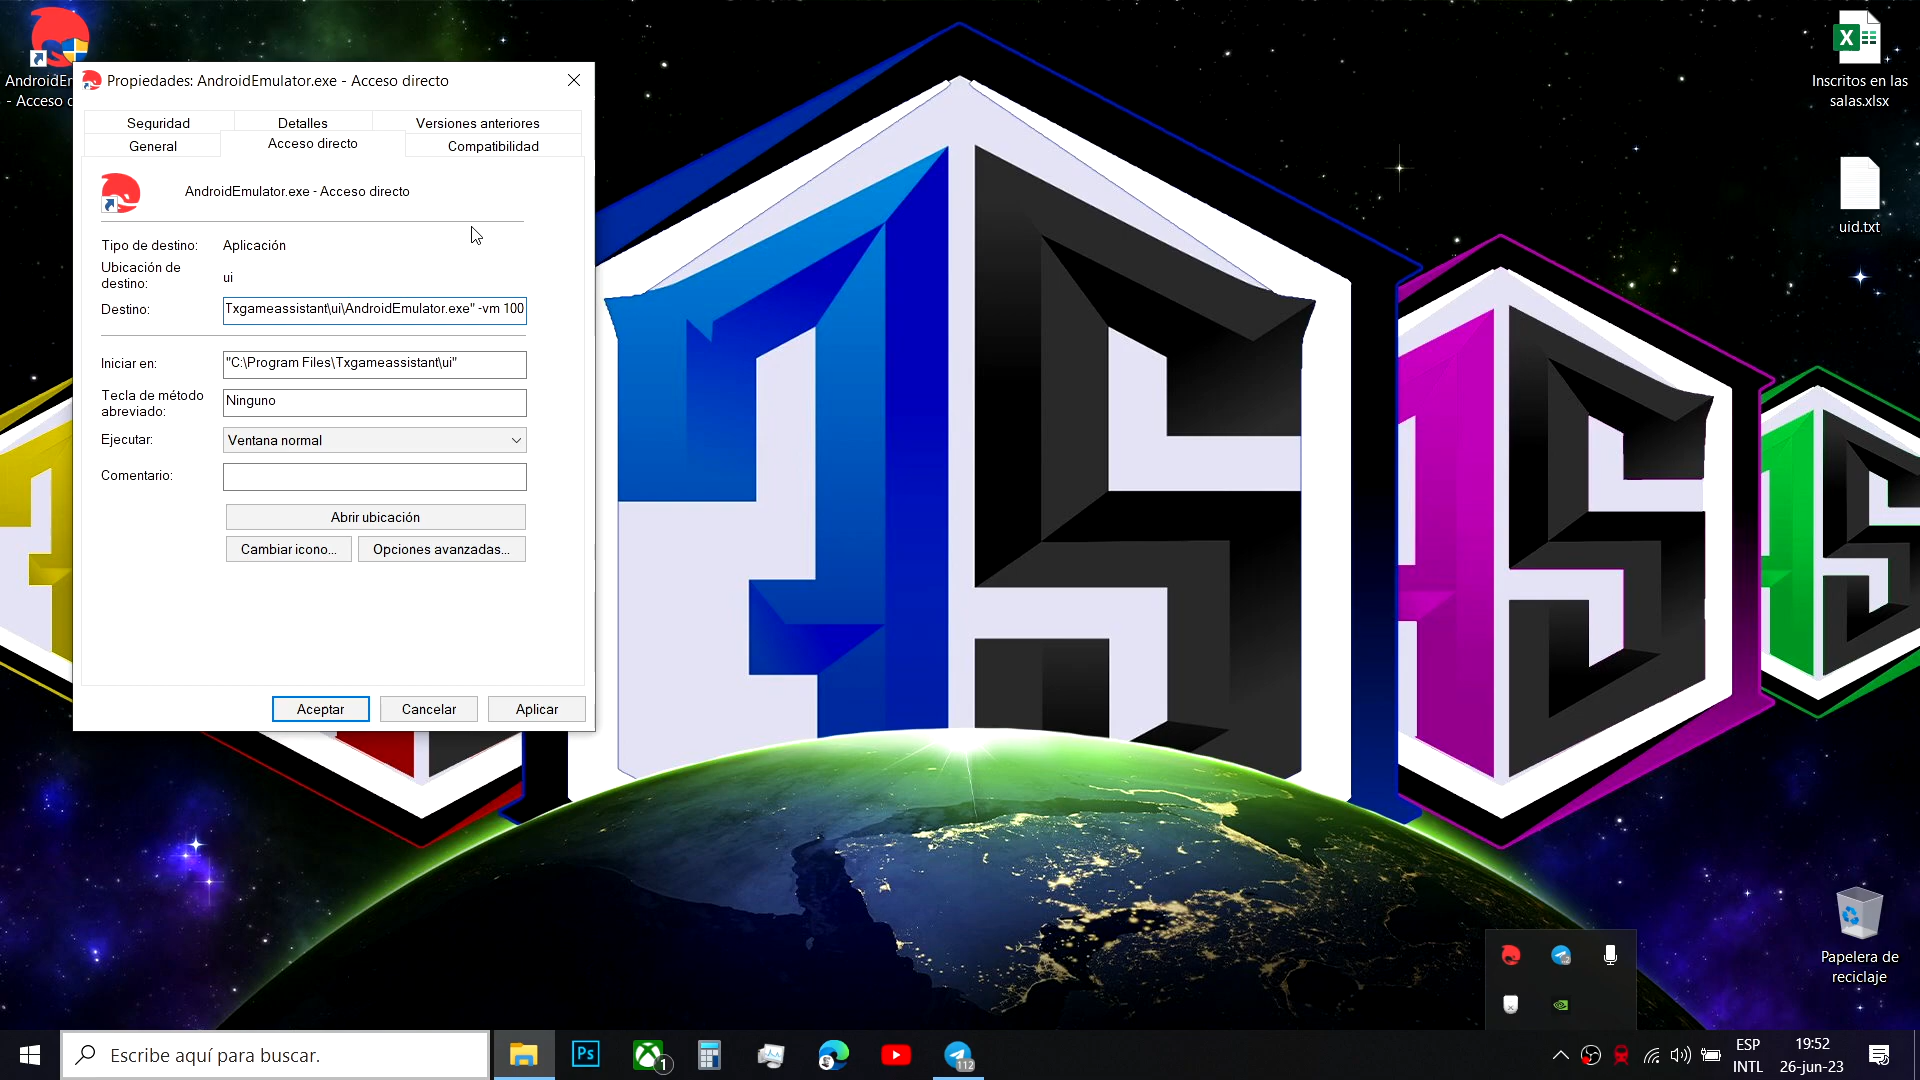 AndroidEm
- Acceso d
Propiedades: AndroidEmulator.exe - Acceso directo
Seguridad
Detalles
Versiones anteriores
General
Acceso directo
Compatibilidad
AndroidEmulator.exe - Acceso directo
Tipo de destino:
Aplicación
Ubicación de
destino:
ui
Destino:
Txgameassistant\ui\AndroidEmulator.exe" -vm 100
Iniciar en:
"C:\Program Files\Txgameassistant\ui"
Tecla de método
abreviado:
Ninguno
Ejecutar:
Ventana normal
Comentario:
Abrir ubicación
Cambiar icono...
Opciones avanzadas...
Aceptar
Cancelar
Aplicar
Inscritos en las
salas.xlsx
uid.txt
Papelera de
reciclaje
Escribe aquí para buscar.
Ps
1
112
ESP
INTL
19:52
26-jun-23